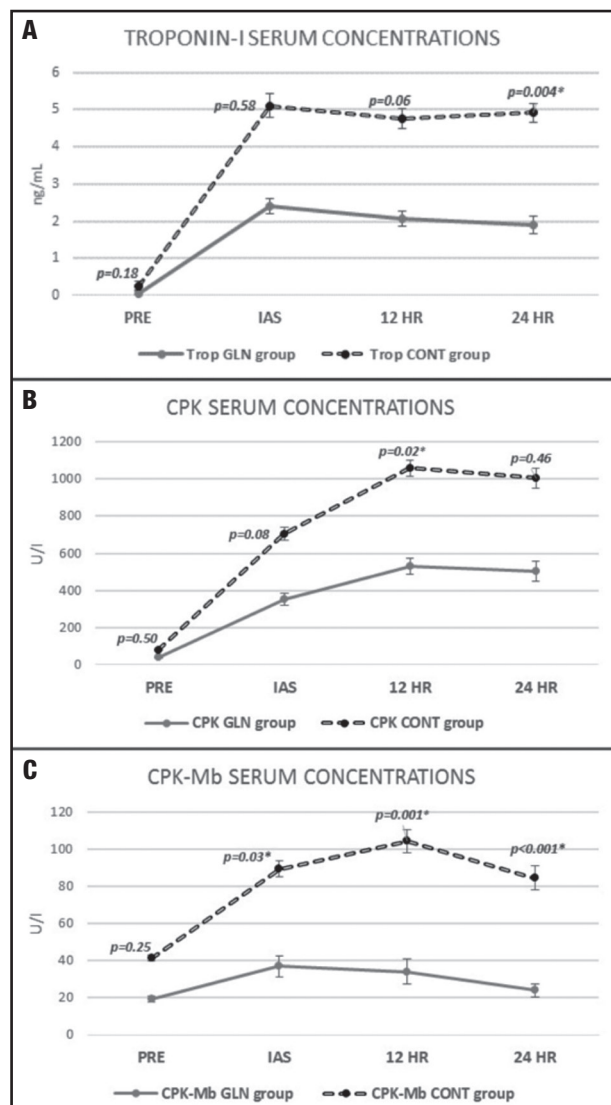 A
TROPONIN-I SERUM CONCENTRATIONS
6
5
4
3
2
1
0
ng/mL
p=0.18
p=0.58
p=0.06
p=0.004*
PRE
IAS
12 HR
24 HR
Trop GLN group
Trop CONT group
B
CPK SERUM CONCENTRATIONS
1200
1000
800
600
400
200
0
U/l
p=0.50
p=0.08
p=0.02*
p=0.46
PRE
IAS
12 HR
24 HR
CPK GLN group
CPK CONT group
C
CPK-Mb SERUM CONCENTRATIONS
120
100
80
60
40
20
0
U/l
p=0.25
p=0.03*
p=0.001*
p<0.001*
PRE
IAS
12 HR
24 HR
CPK-Mb GLN group
CPK-Mb CONT group